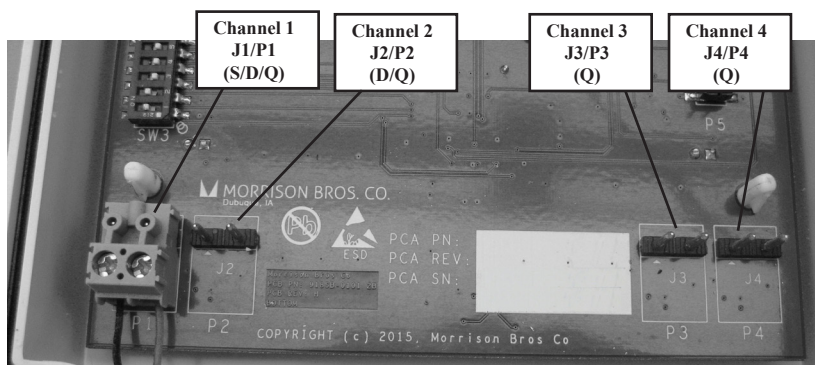 Channel 1
J1/P1
(S/D/Q)
Channel 2
J2/P2
(D/Q)
Channel 3
J3/P3
(Q)
Channel 4
J4/P4
(Q)
SW3
P5
MORRISON BROS. CO.
Dubuque, IA
Pb
ESD
PCA PN:
PCA REV:
PCA SN:
J2
J3
J4
P1
P2
P3
P4
COPYRIGHT (c) 2015, Morrison Bros Co